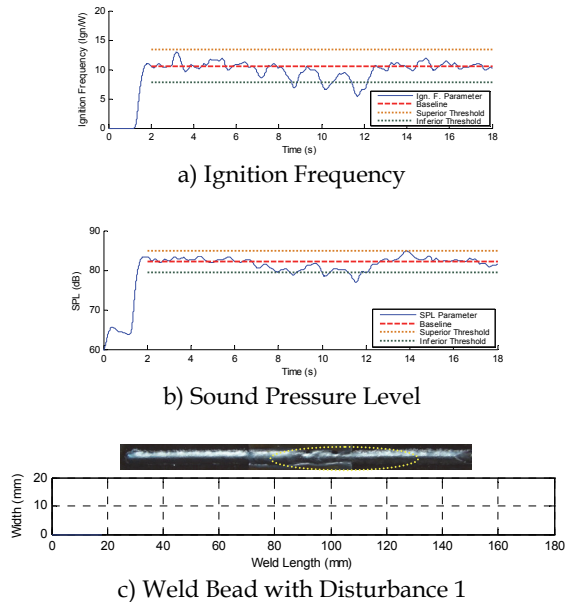 20
15
10
5
0
Ignition Frequency (Ign/W)
0 2 4 6 8 10 12 14 16 18
Time (s)
Ign. F. Parameter
Baseline
Superior Threshold
Inferior Threshold
a) Ignition Frequency
90
80
70
60
SPL (dB)
0 2 4 6 8 10 12 14 16 18
Time (s)
SPL Parameter
Baseline
Superior Threshold
Inferior Threshold
b) Sound Pressure Level
20
10
0
Width (mm)
0 20 40 60 80 100 120 140 160 180
Weld Length (mm)
c) Weld Bead with Disturbance 1